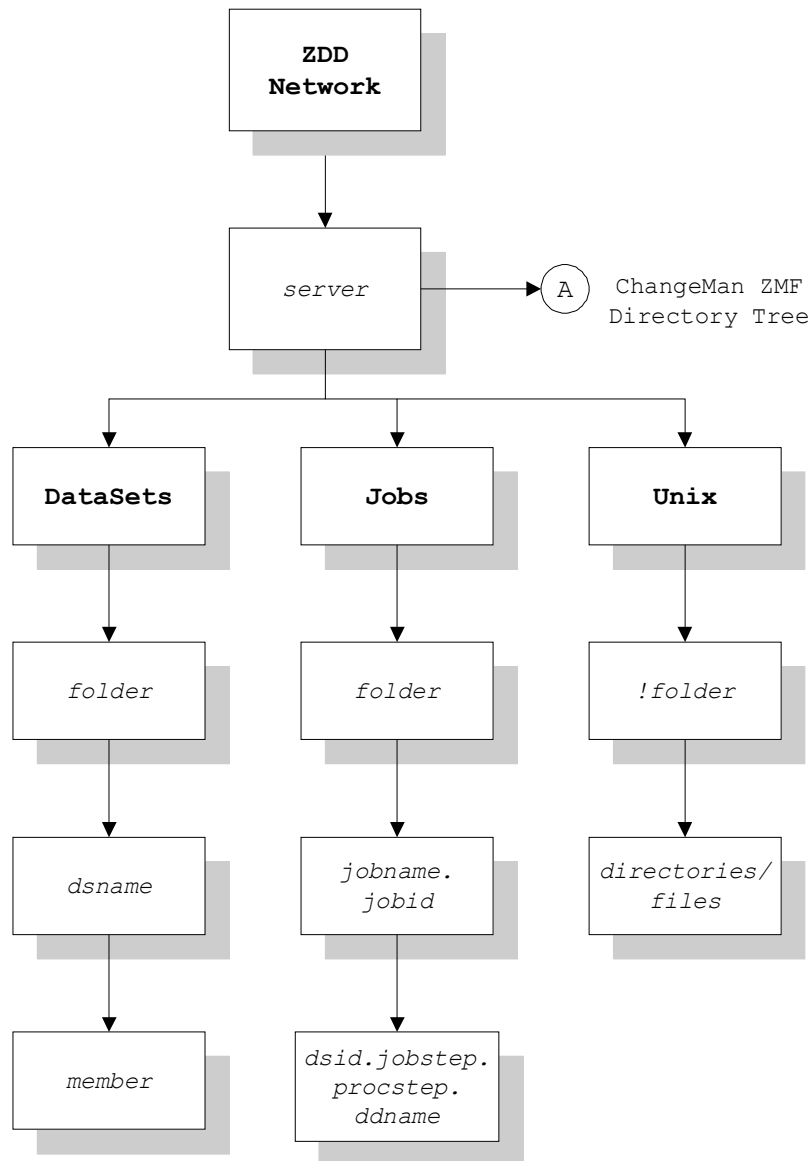 ZDD
Network
server
A
ChangeMan ZMF
Directory Tree
DataSets
Jobs
Unix
folder
folder
!folder
dsname
jobname.
jobid
directories/
files
member
dsid.jobstep.
procstep.
ddname